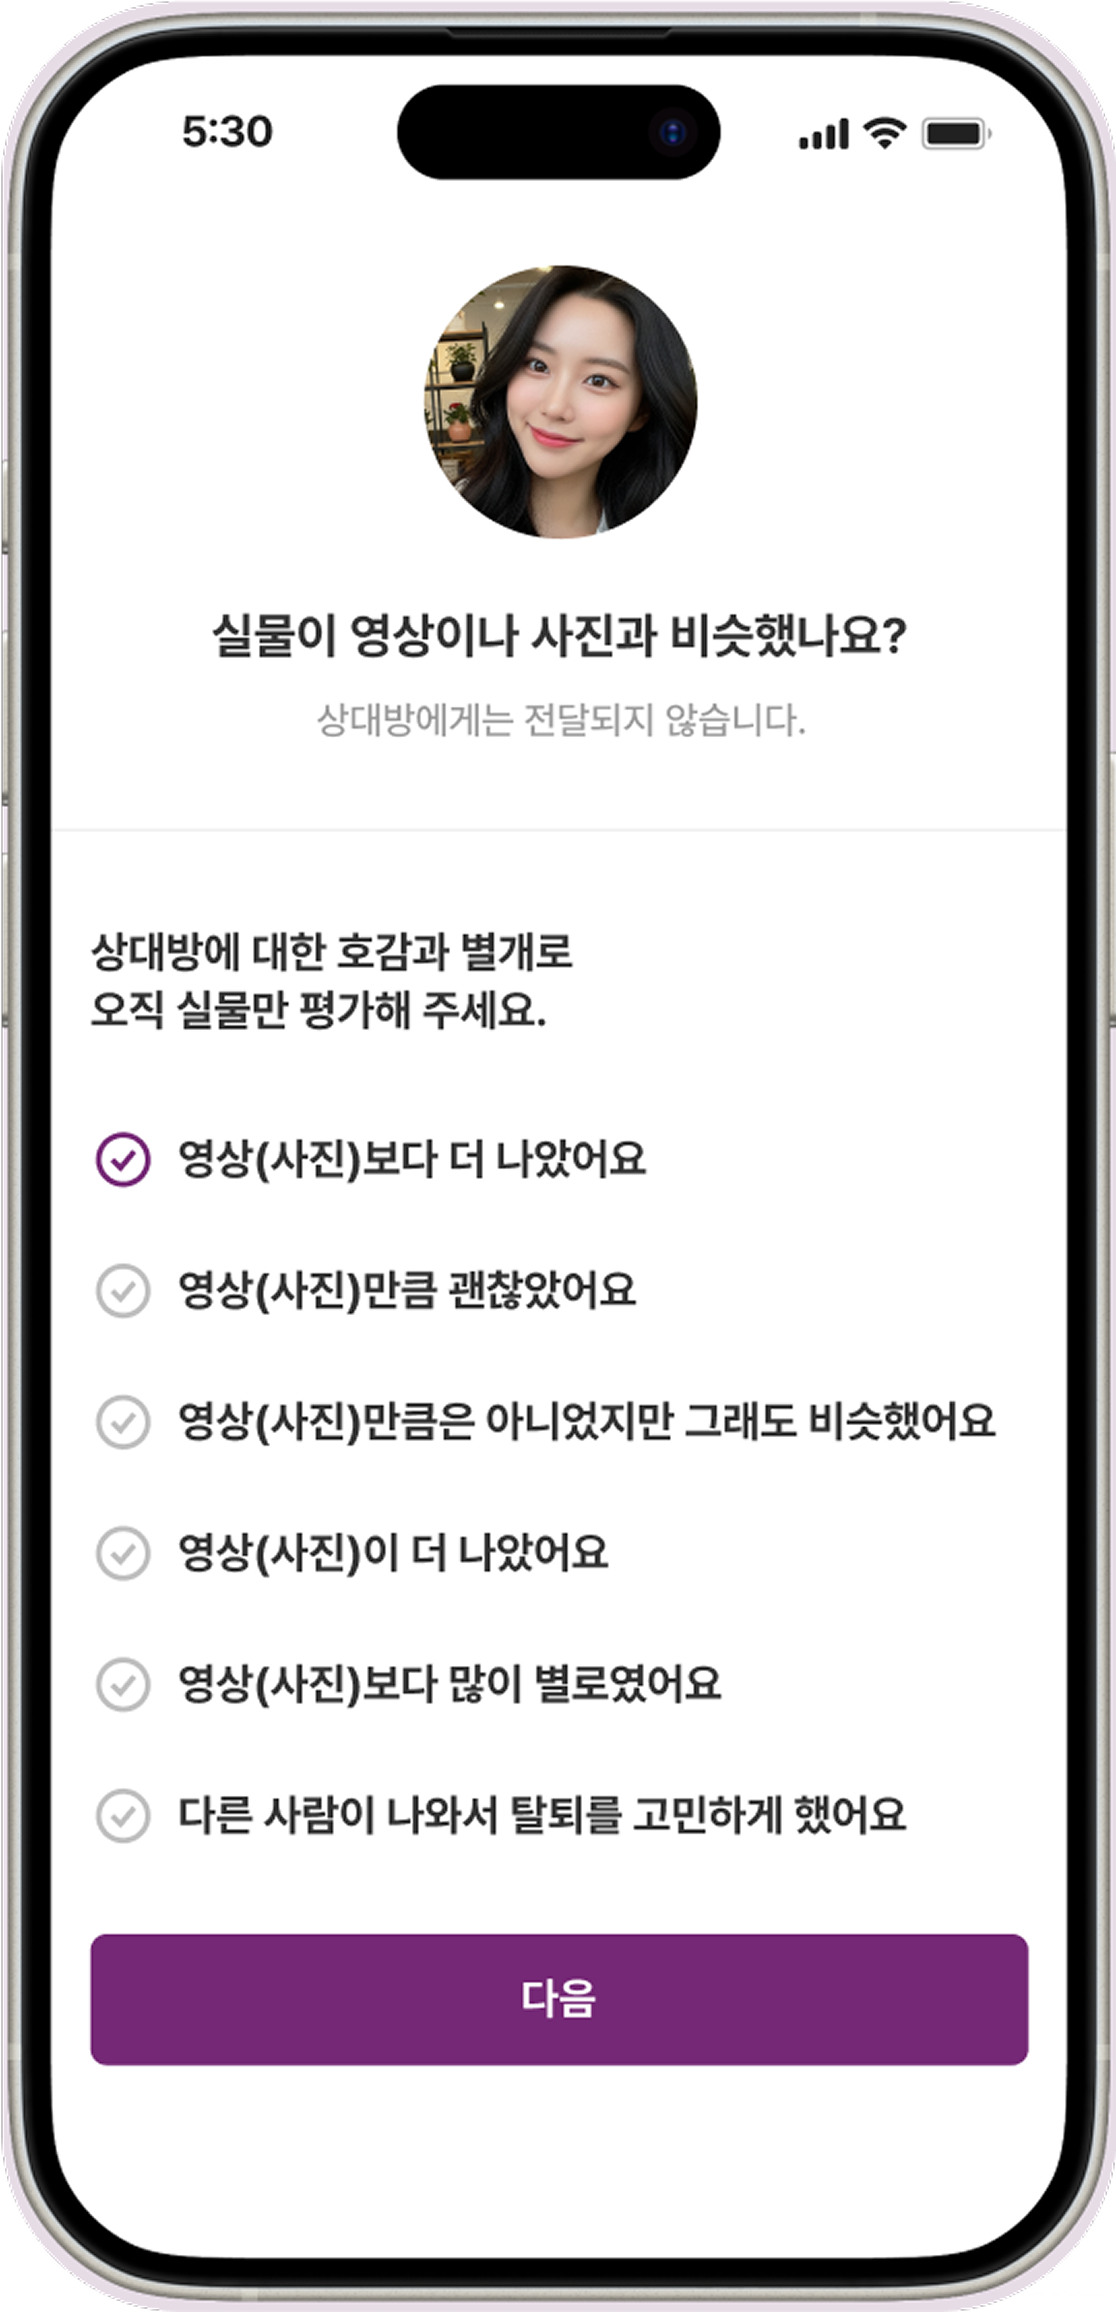 5:30
실물이 영상이나 사진과 비슷했나요?
상대방에게는 전달되지 않습니다.
상대방에 대한 호감과 별개로
오직 실물만 평가해 주세요.
영상(사진)보다 더 나았어요
영상(사진)만큼 괜찮았어요
영상(사진)만큼은 아니었지만 그래도 비슷했어요
영상(사진)이 더 나았어요
영상(사진)보다 많이 별로였어요
다른 사람이 나와서 탈퇴를 고민하게 했어요
다음